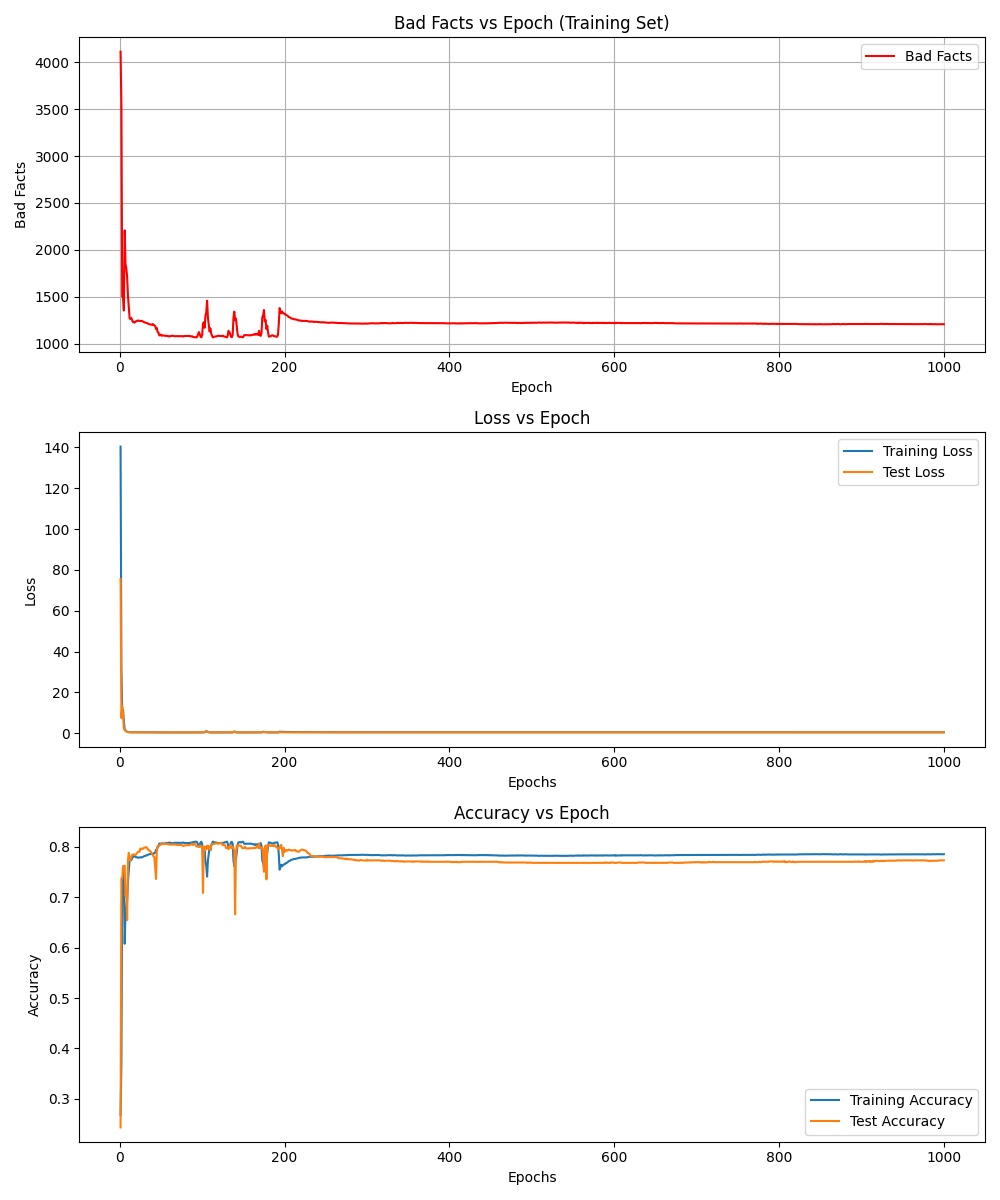 Bad Facts vs Epoch (Training Set)
Bad Facts
4000
3500
3000
2500
2000
1500
1000
Bad Facts
0 200 400 600 800 1000
Epoch
Loss vs Epoch
Training Loss
Test Loss
140
120
100
80
60
40
20
0
Loss
0 200 400 600 800 1000
Epochs
Accuracy vs Epoch
0.8
0.7
0.6
0.5
0.4
0.3
Accuracy
Training Accuracy
Test Accuracy
0 200 400 600 800 1000
Epochs